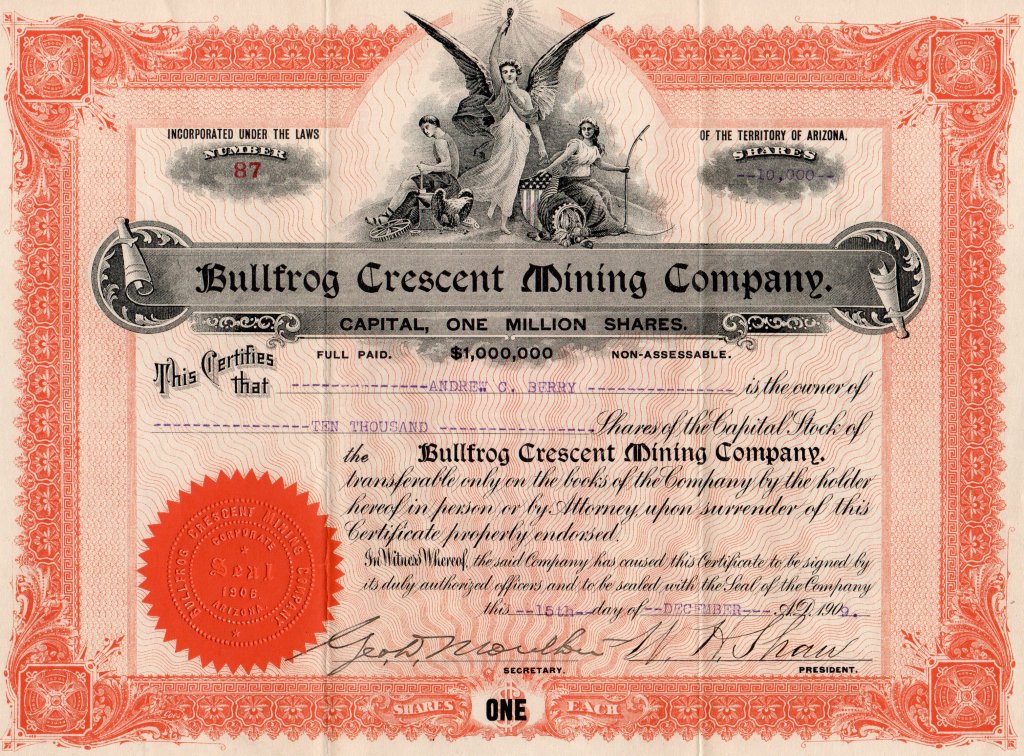 INCORPORATED UNDER THE LAWS
OF THE TERRITORY OF ARIZONA.
NUMBER
87
SHARES
--10,000--
Bullfrog Crescent Mining Company.
CAPITAL, ONE MILLION SHARES.
FULL PAID. $1,000,000 NON-ASSESSABLE.
This Certifies that ANDREW C. BERRY is the owner of
TEN THOUSAND Shares of the Capital Stock of
the Bullfrog Crescent Mining Company.
transferable only on the books of the Company by the holder
hereof in person or by Attorney upon surrender of this
Certificate properly endorsed.
In Witness Whereof, the said Company has caused this Certificate to be signed by
its duly authorized officers and to be sealed with the Seal of the Company
this --15th-- day of --DECEMBER--- A.D. 1909.
BULLFROG CRESCENT MINING COMPANY
CORPORATE
Seal
1906
ARIZONA
Geo. D.
W. H. Shaw
SECRETARY.
PRESIDENT.
SHARES ONE EACH